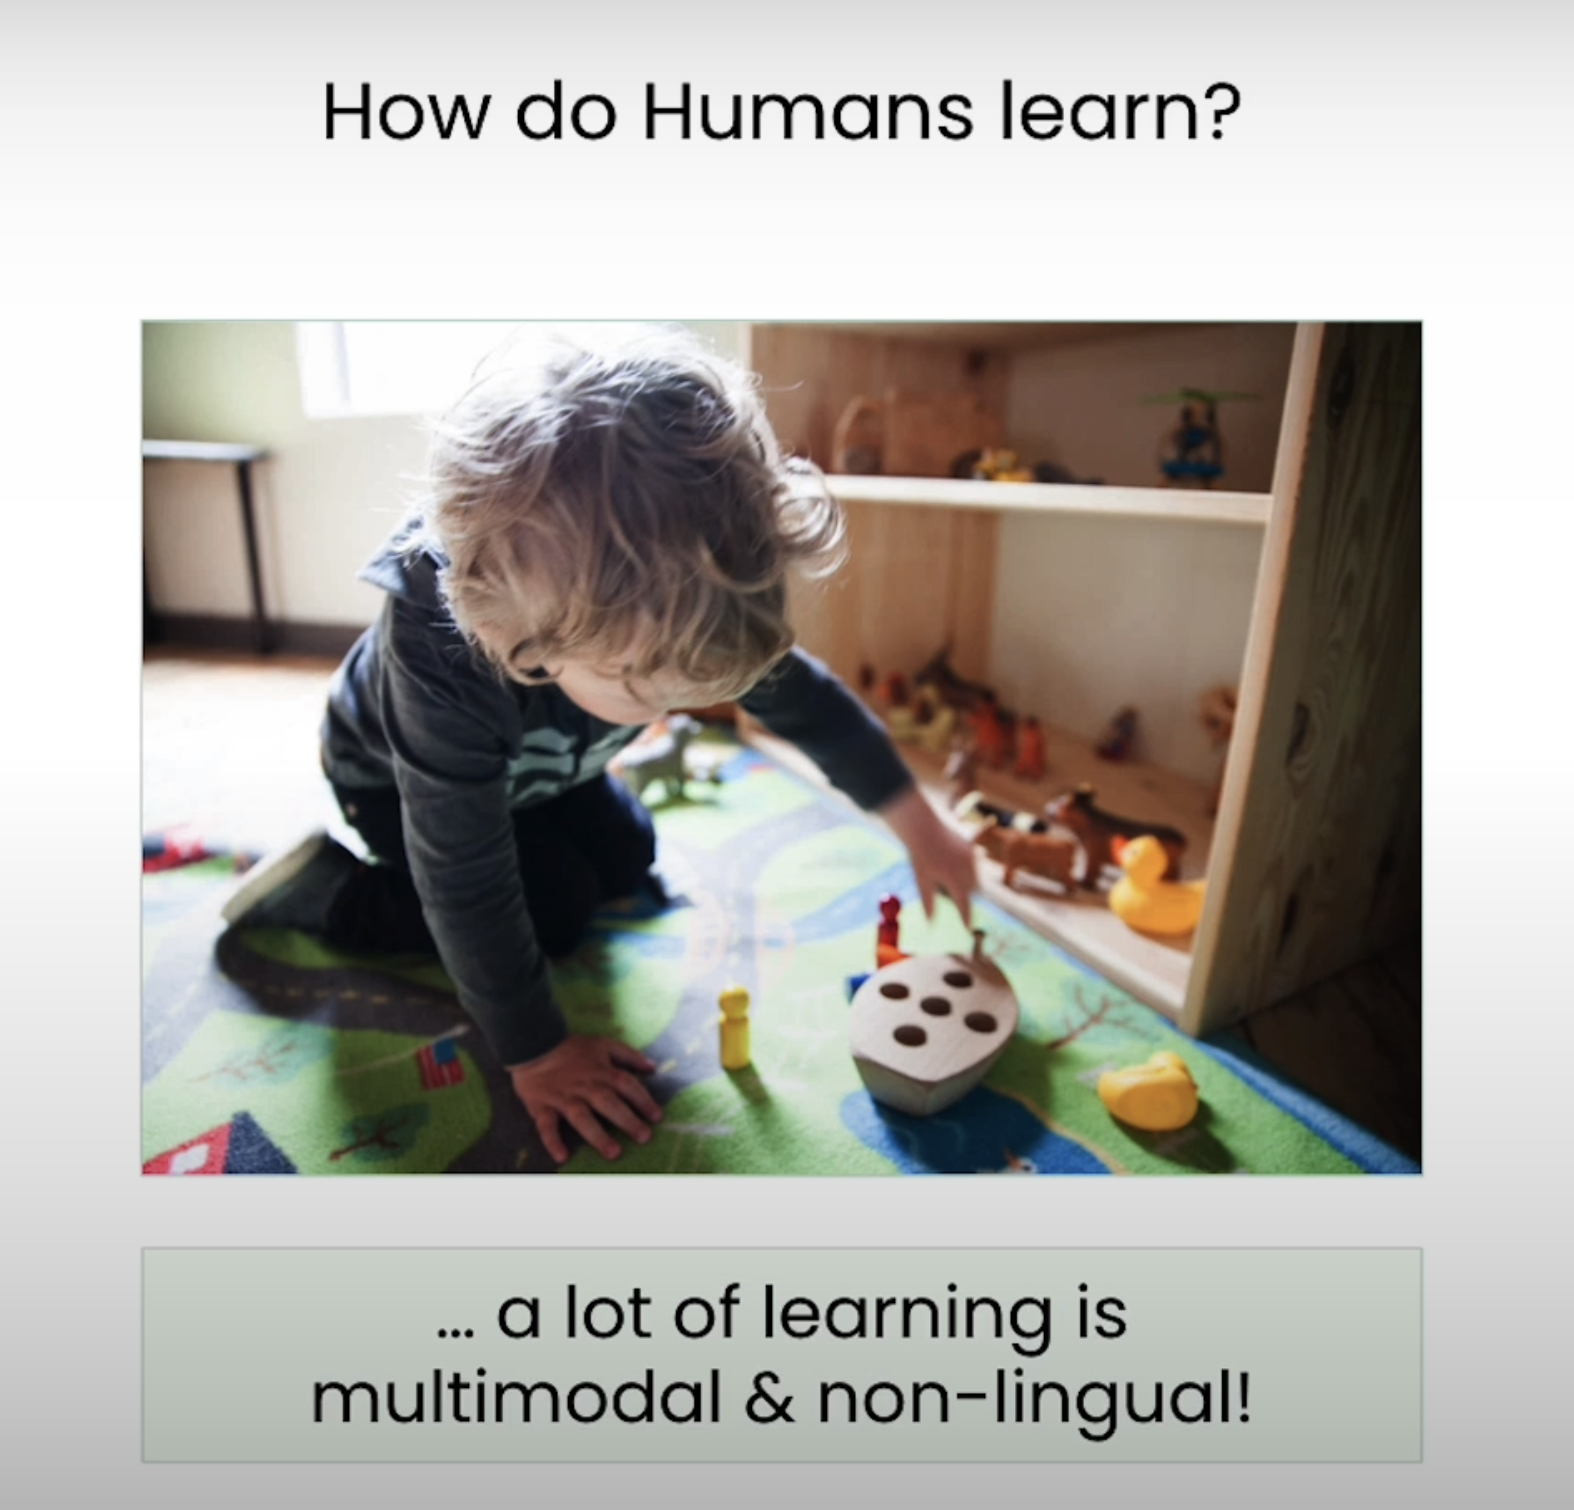 How do Humans learn?
... a lot of learning is
multimodal & non-lingual!